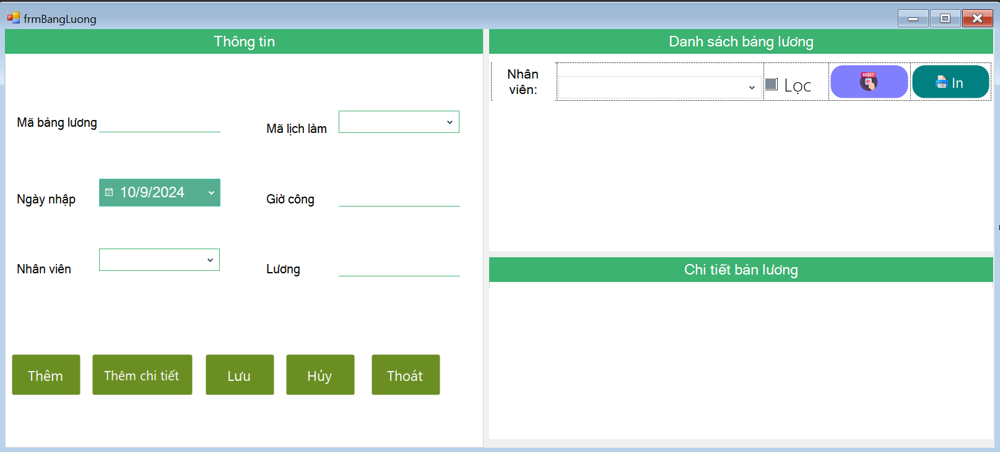 frmBangLuong
Thông tin
Mã bảng lương
Mã lịch làm
Ngày nhập
10/9/2024
Giờ công
Nhân viên
Lương
Thêm
Thêm chi tiết
Lưu
Hủy
Thoát
Danh sách bảng lương
Nhân
viên:
Lọc
RESET
In
Chi tiết bản lương